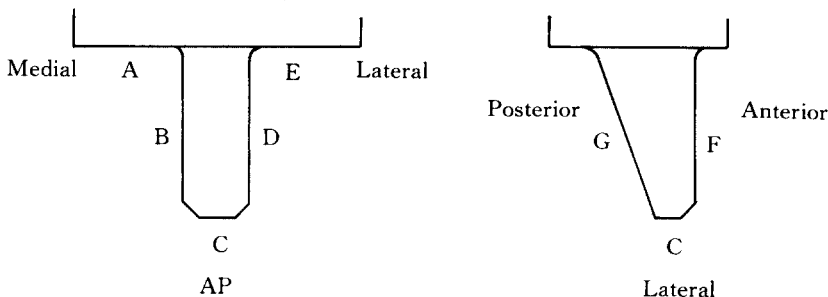 Medial A E Lateral
B D
C
AP
Posterior Anterior
G F
C
Lateral